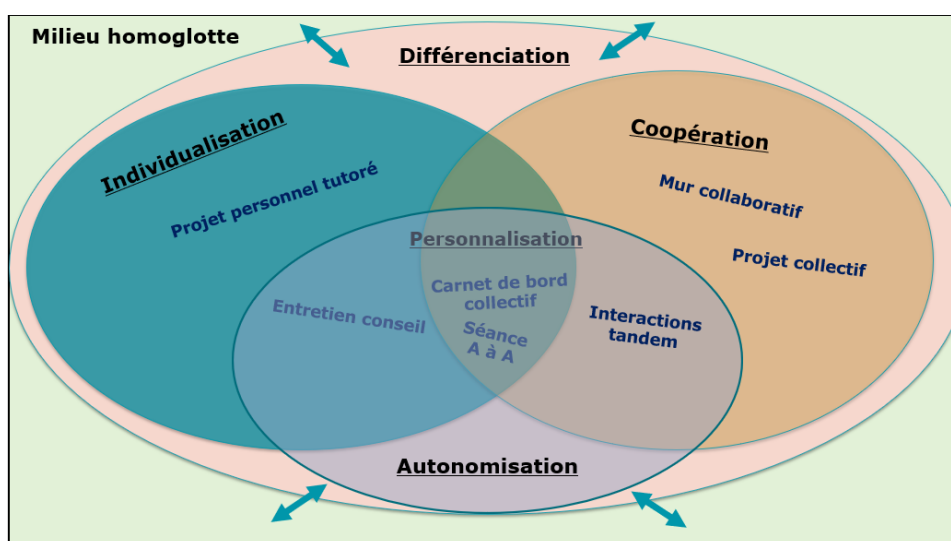 Milieu homoglotte
Différenciation
Individualisation
Coopération
Projet personnel tutoré
Mur collaboratif
Personnalisation
Projet collectif
Carnet de bord
collectif
Entretien conseil
Interactions
tandem
Séance
A à A
Autonomisation